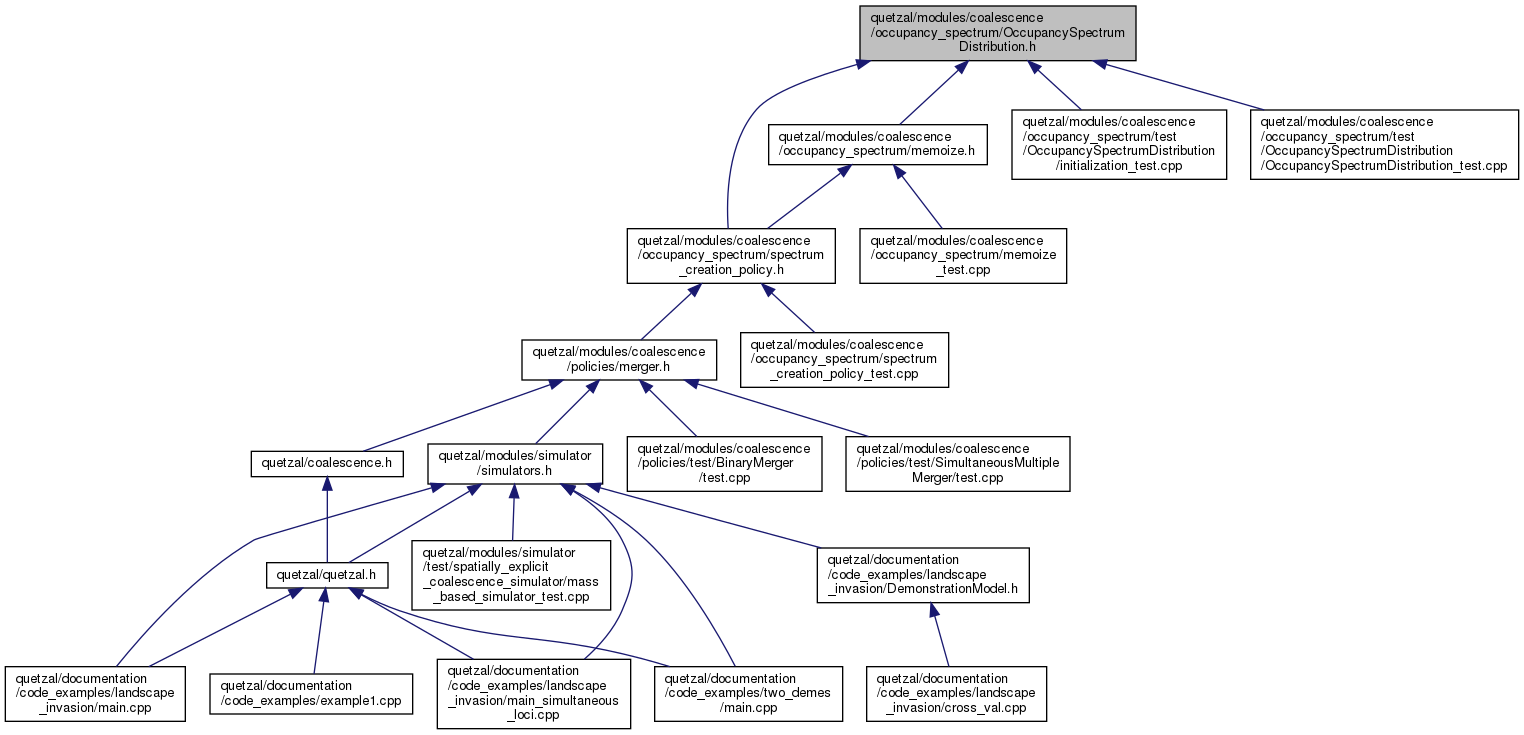 quetzal/modules/coalescence
/occupancy_spectrum/OccupancySpectrum
Distribution.h
quetzal/modules/coalescence
/occupancy_spectrum/memoize.h
quetzal/modules/coalescence
/occupancy_spectrum/test
/OccupancySpectrumDistribution
/initialization_test.cpp
quetzal/modules/coalescence
/occupancy_spectrum/test
/OccupancySpectrumDistribution
/OccupancySpectrumDistribution_test.cpp
quetzal/modules/coalescence
/occupancy_spectrum/spectrum
_creation_policy.h
quetzal/modules/coalescence
/occupancy_spectrum/memoize
_test.cpp
quetzal/modules/coalescence
/policies/merger.h
quetzal/modules/coalescence
/occupancy_spectrum/spectrum
_creation_policy_test.cpp
quetzal/coalescence.h
quetzal/modules/simulator
/simulators.h
quetzal/modules/coalescence
/policies/test/BinaryMerger
/test.cpp
quetzal/modules/coalescence
/policies/test/SimultaneousMultiple
Merger/test.cpp
quetzal/quetzal.h
quetzal/modules/simulator
/test/spatially_explicit
_coalescence_simulator/mass
_based_simulator_test.cpp
quetzal/documentation
/code_examples/landscape
_invasion/DemonstrationModel.h
quetzal/documentation
/code_examples/landscape
_invasion/main.cpp
quetzal/documentation
/code_examples/example1.cpp
quetzal/documentation
/code_examples/landscape
_invasion/main_simultaneous
_loci.cpp
quetzal/documentation
/code_examples/two_demes
/main.cpp
quetzal/documentation
/code_examples/landscape
_invasion/cross_val.cpp